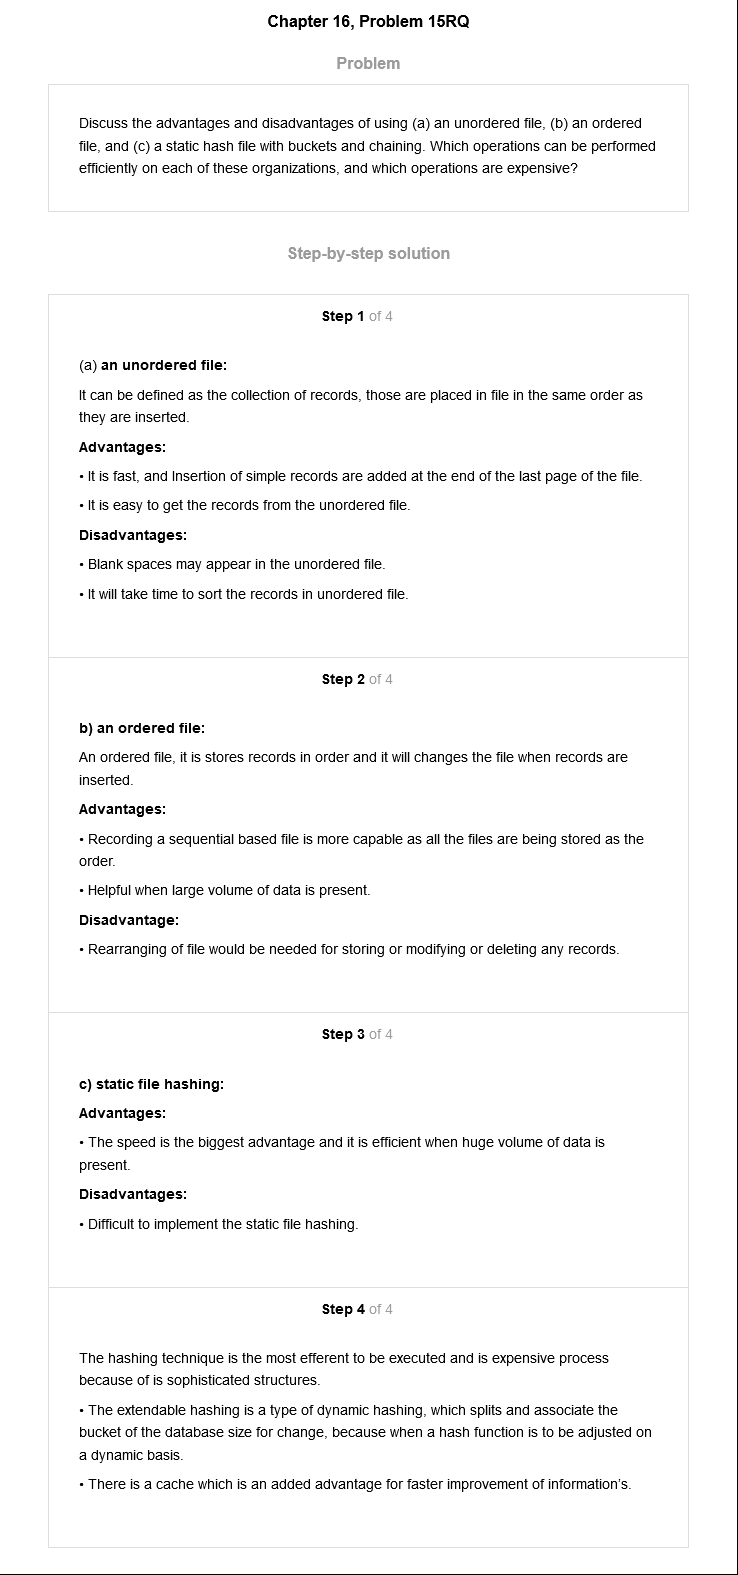 Chapter 16, Problem 15RQ
Problem
Discuss the advantages and disadvantages of using (a) an unordered file, (b) an ordered
file, and (c) a static hash file with buckets and chaining. Which operations can be performed
efficiently on each of these organizations, and which operations are expensive?
Step-by-step solution
Step 1 of 4
(a) an unordered file:
It can be defined as the collection of records, those are placed in file in the same order as
they are inserted.
Advantages:
• It is fast, and Insertion of simple records are added at the end of the last page of the file.
• It is easy to get the records from the unordered file.
Disadvantages:
• Blank spaces may appear in the unordered file.
• It will take time to sort the records in unordered file.
Step 2 of 4
b) an ordered file:
An ordered file, it is stores records in order and it will changes the file when records are
inserted.
Advantages:
• Recording a sequential based file is more capable as all the files are being stored as the
order.
• Helpful when large volume of data is present.
Disadvantage:
• Rearranging of file would be needed for storing or modifying or deleting any records.
Step 3 of 4
c) static file hashing:
Advantages:
• The speed is the biggest advantage and it is efficient when huge volume of data is
present.
Disadvantages:
• Difficult to implement the static file hashing.
Step 4 of 4
The hashing technique is the most efferent to be executed and is expensive process
because of is sophisticated structures.
• The extendable hashing is a type of dynamic hashing, which splits and associate the
bucket of the database size for change, because when a hash function is to be adjusted on
a dynamic basis.
• There is a cache which is an added advantage for faster improvement of information's.